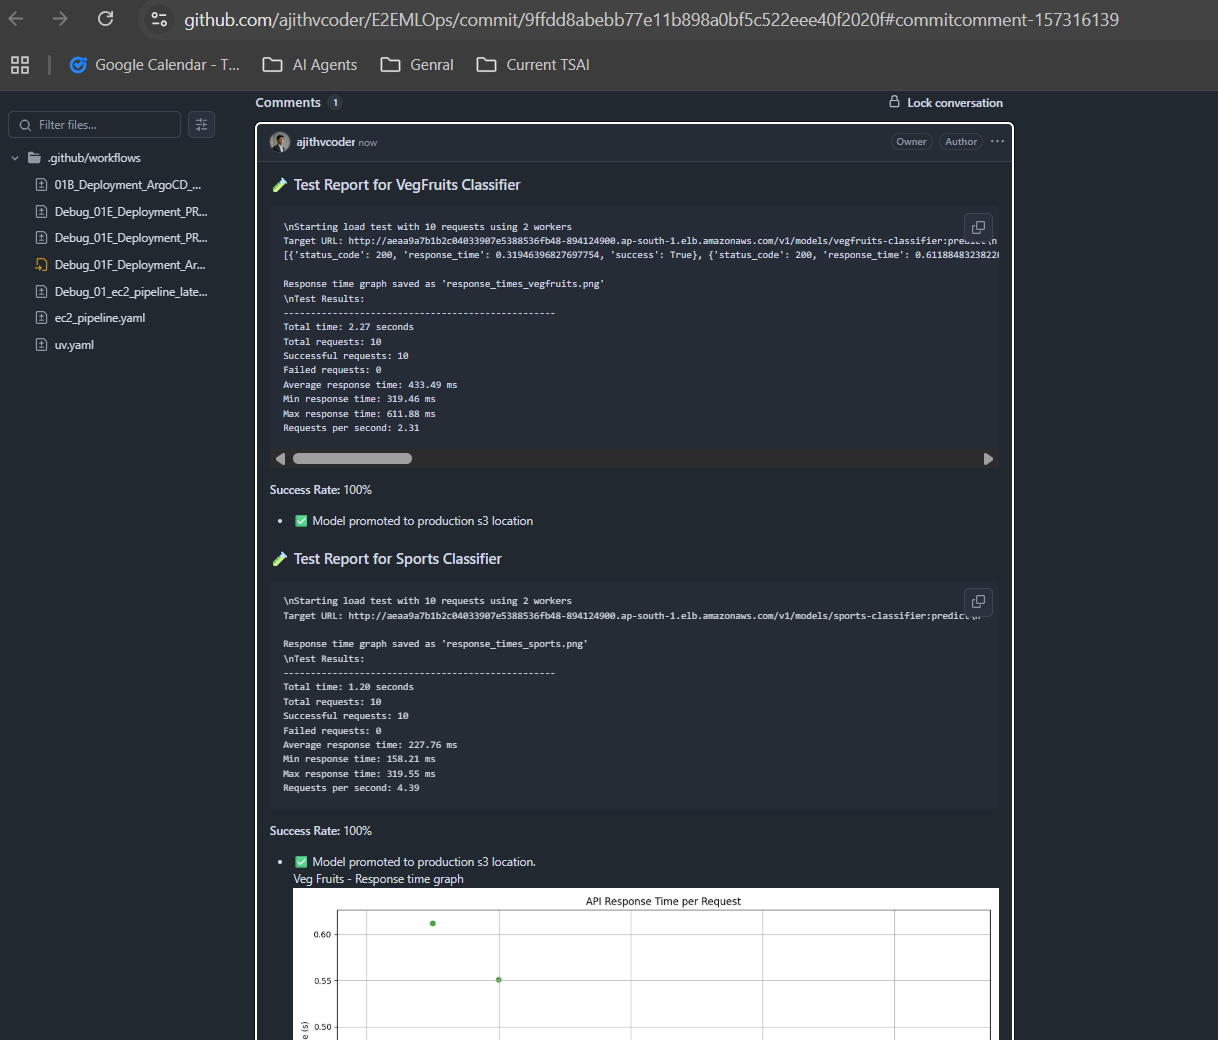 github.com/ajithvcoder/E2EMLOps/commit/9ffdd8abebb77e11b898a0bf5c522eee40f2020f#commitcomment-157316139
Google Calendar - T...
AI Agents
Genral
Current TSAI
Filter files...
.github/workflows
01B_Deployment_ArgoCD_...
Debug_01E_Deployment_PR...
Debug_01E_Deployment_PR...
Debug_01F_Deployment_Ar...
Debug_01_ec2_pipeline_late...
ec2_pipeline.yaml
uv.yaml
Comments 1
Lock conversation
ajithvcoder now
Owner
Author
Test Report for VegFruits Classifier
\nStarting load test with 10 requests using 2 workers
Target URL: http://aeaa9a7b1b2c04033907e5388536fb48-894124900.ap-south-1.elb.amazonaws.com/v1/models/vegfruits-classifier:predict\n
[{'status_code': 200, 'response_time': 0.31946396827697754, 'success': True}, {'status_code': 200, 'response_time': 0.6118848323822
Response time graph saved as 'response_times_vegfruits.png'
\nTest Results:
--------------------------------------------------
Total time: 2.27 seconds
Total requests: 10
Successful requests: 10
Failed requests: 0
Average response time: 433.49 ms
Min response time: 319.46 ms
Max response time: 611.88 ms
Requests per second: 2.31
Success Rate: 100%
Model promoted to production s3 location
Test Report for Sports Classifier
\nStarting load test with 10 requests using 2 workers
Target URL: http://aeaa9a7b1b2c04033907e5388536fb48-894124900.ap-south-1.elb.amazonaws.com/v1/models/sports-classifier:predict\n
Response time graph saved as 'response_times_sports.png'
\nTest Results:
--------------------------------------------------
Total time: 1.20 seconds
Total requests: 10
Successful requests: 10
Failed requests: 0
Average response time: 227.76 ms
Min response time: 158.21 ms
Max response time: 319.55 ms
Requests per second: 4.39
Success Rate: 100%
Model promoted to production s3 location.
Veg Fruits - Response time graph
API Response Time per Request
0.60
0.55
0.50
e (s)